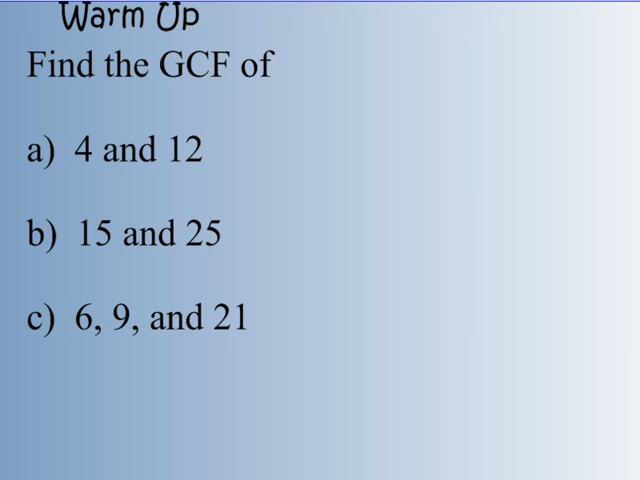 Warm Up
Find the GCF of
a) 4 and 12
b) 15 and 25
c) 6, 9, and 21